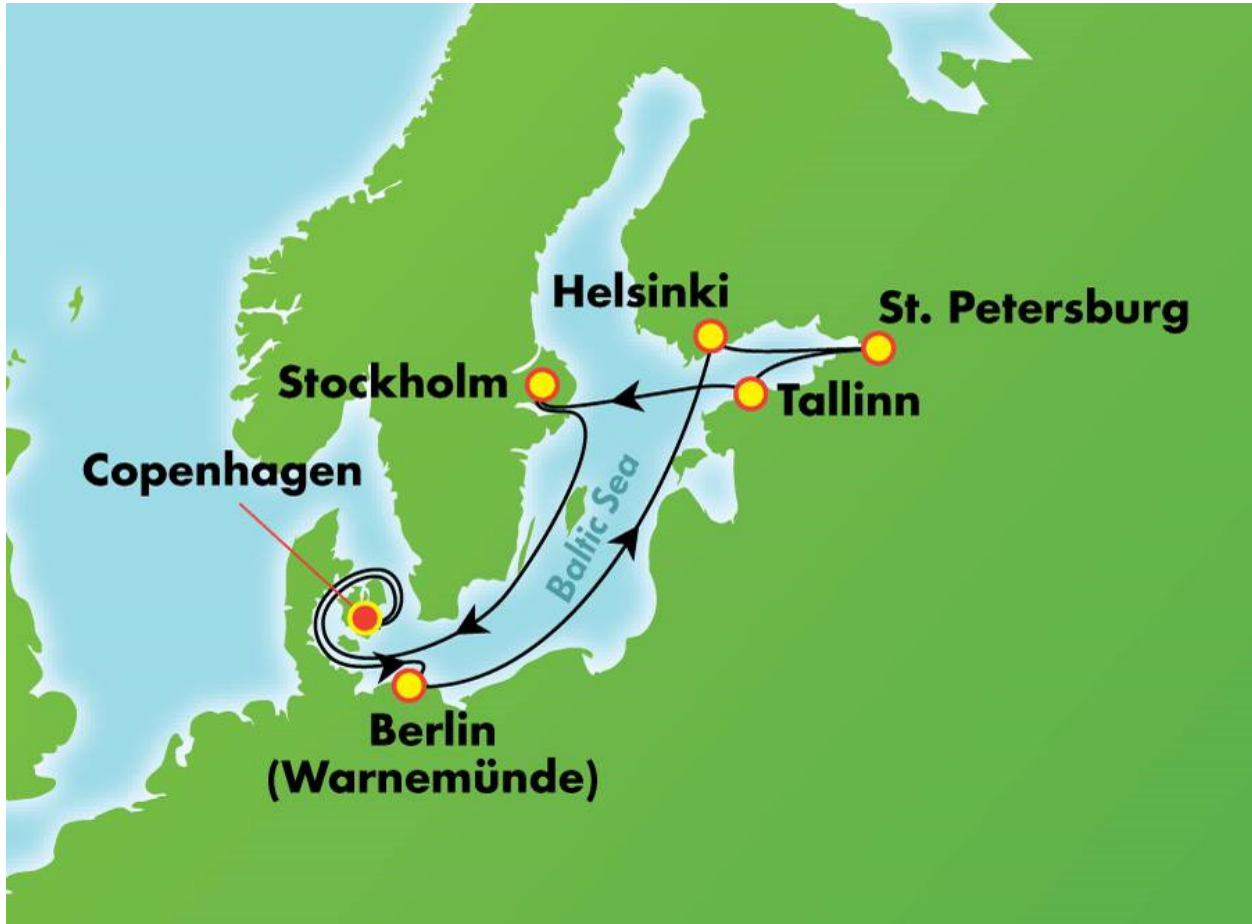 Helsinki
St. Petersburg
Stockholm
Tallinn
Copenhagen
Baltic Sea
Berlin
(Warnemünde)